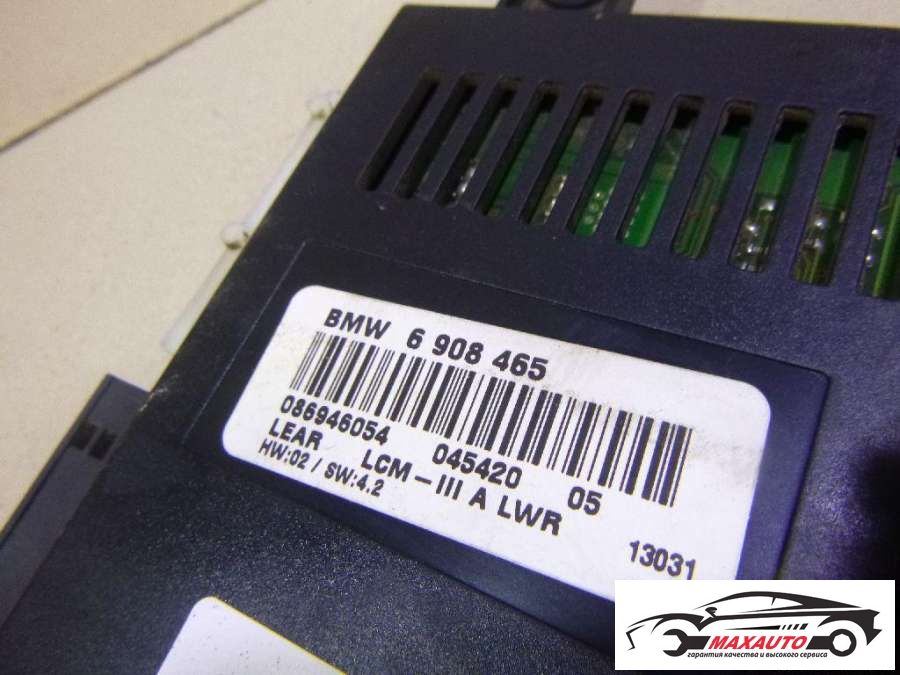 BMW 6 908 465
086946054 045420 05
LEAR LCM-III A LWR
HW:02 / SW:4.2
13031
MAXAUTO
гарантия качества и высокого сервиса